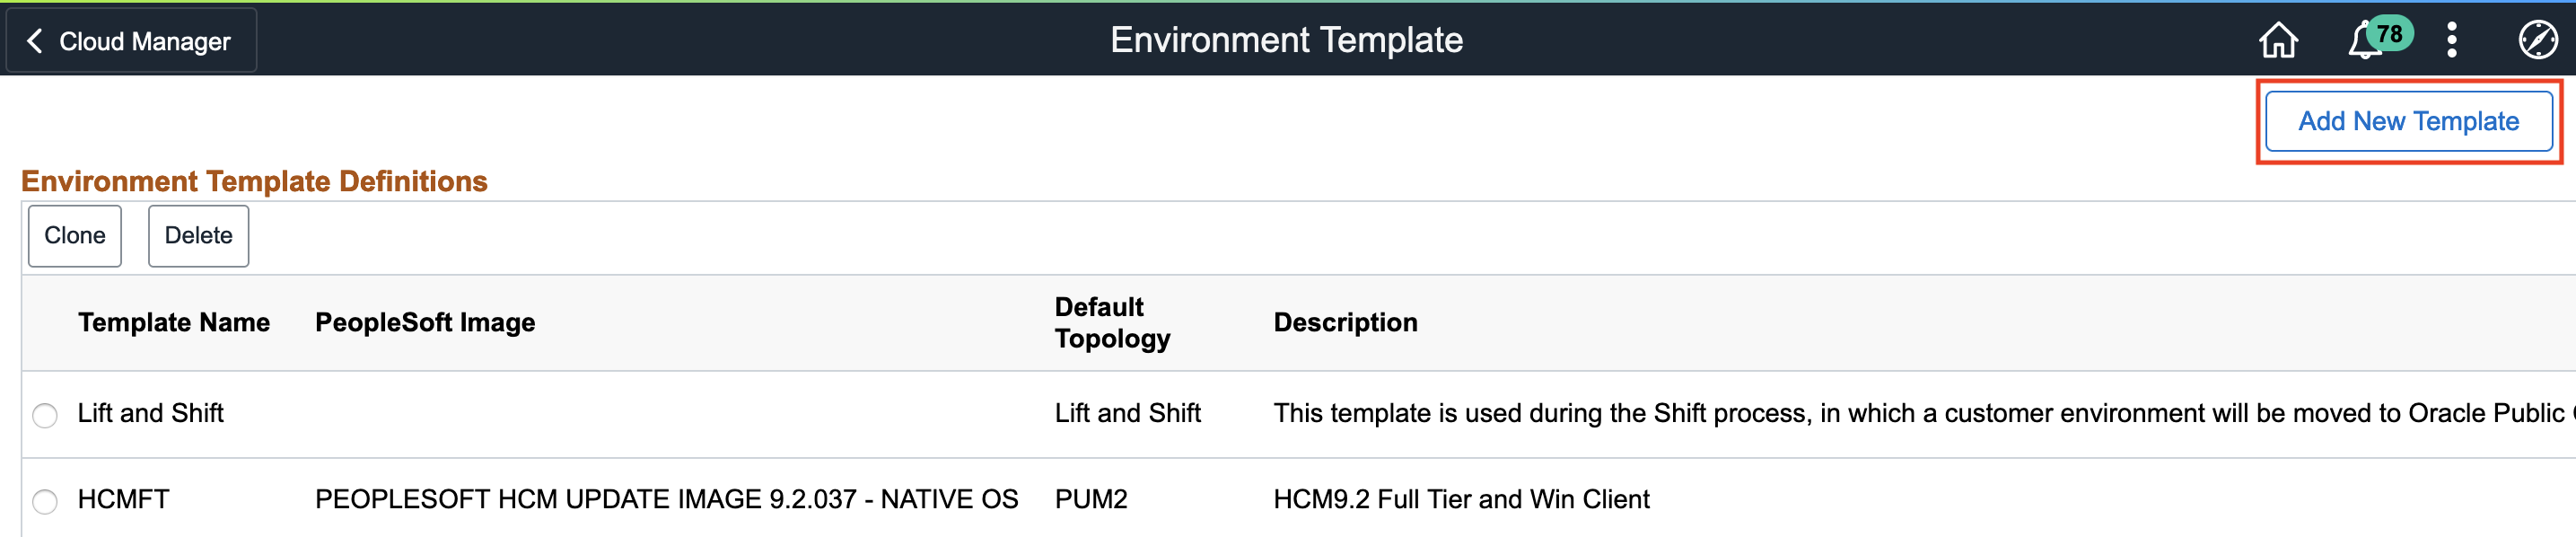 Cloud Manager
Environment Template
78
Add New Template
Environment Template Definitions
Clone Delete
Template Name PeopleSoft Image Default Topology Description
Lift and Shift Lift and Shift This template is used during the Shift process, in which a customer environment will be moved to Oracle Public
HCMFT PEOPLESOFT HCM UPDATE IMAGE 9.2.037 - NATIVE OS PUM2 HCM9.2 Full Tier and Win Client